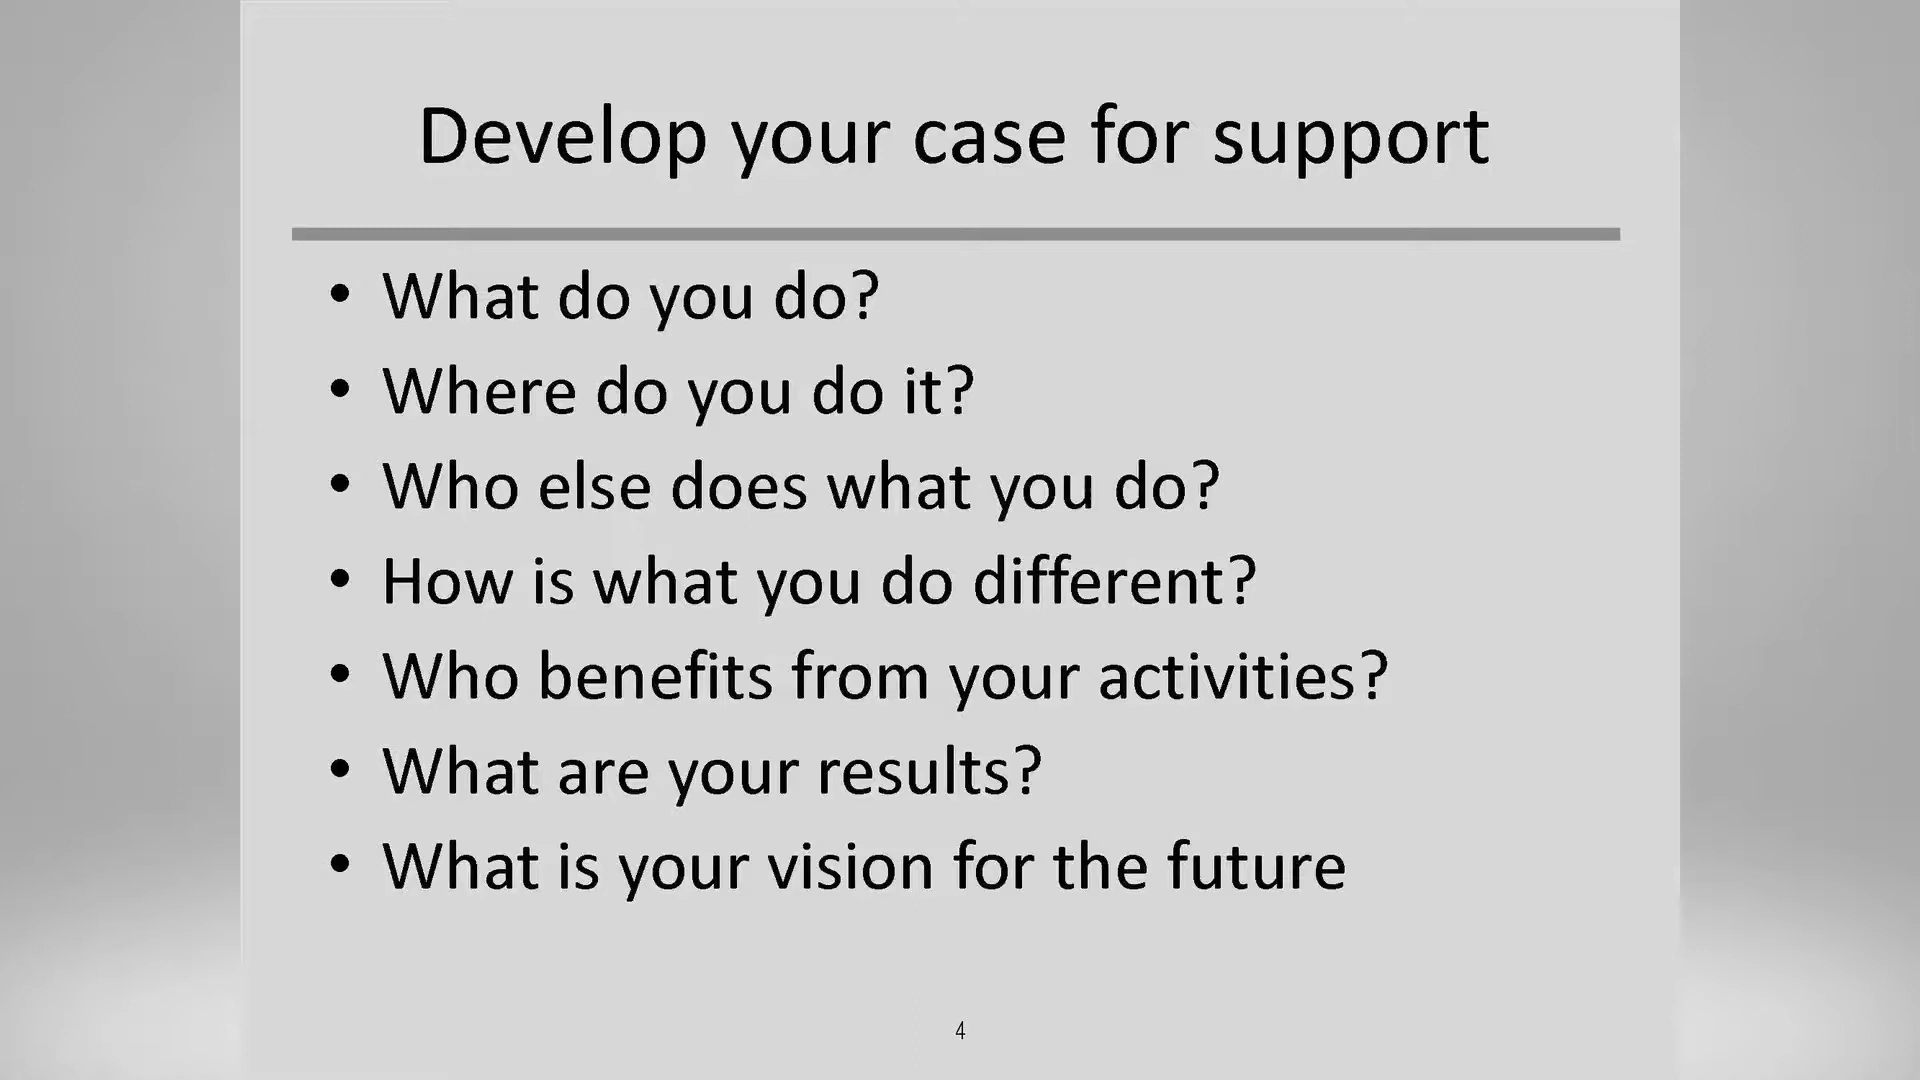 Develop your case for support
• What do you do?
• Where do you do it?
• Who else does what you do?
• How is what you do different?
• Who benefits from your activities?
• What are your results?
• What is your vision for the future
4